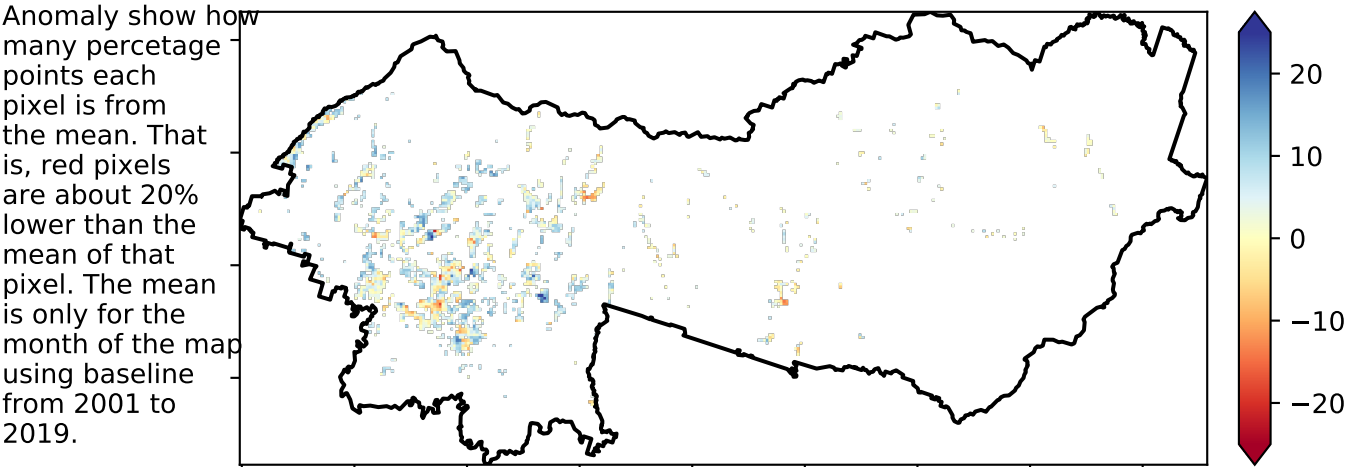 Anomaly show how
many percetage
points each
pixel is from
the mean. That
is, red pixels
are about 20%
lower than the
mean of that
pixel. The mean
is only for the
month of the map
using baseline
from 2001 to
2019.
20
10
0
−10
−20